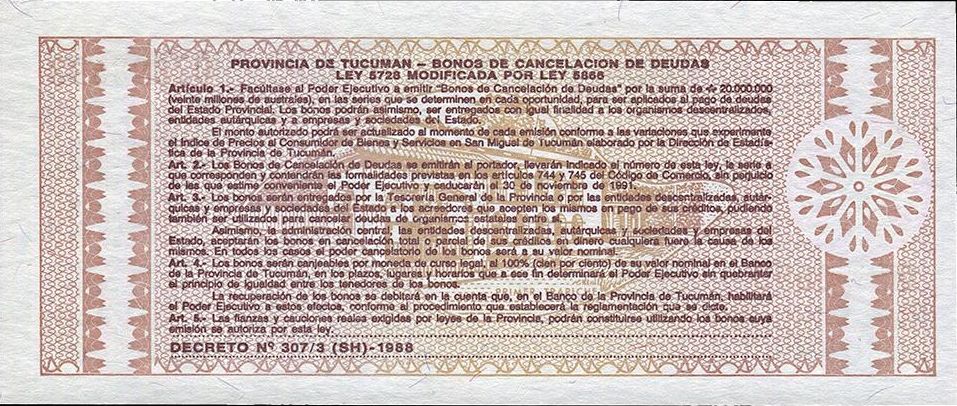 PROVINCIA DE TUCUMAN – BONOS DE CANCELACION DE DEUDAS
LEY 5728 MODIFICADA POR LEY 5866
Artículo 1.- Facúltase al Poder Ejecutivo a emitir "Bonos de Cancelación de Deudas" por la suma de ₳ 20.000.000
(veinte millones de australes), en las series que se determinen en cada oportunidad, para ser aplicados al pago de deudas
del Estado Provincial. Los bonos podrán asimismo, ser entregados con igual finalidad a los organismos descentralizados,
entidades autárquicas y a empresas y sociedades del Estado.
El monto autorizado podrá ser actualizado al momento de cada emisión conforme a las variaciones que experimente
el Indice de Precios al Consumidor de Bienes y Servicios en San Miguel de Tucumán elaborado por la Dirección de Estadís-
tica de la Provincia de Tucumán.
Art. 2.- Los Bonos de Cancelación de Deudas se emitirán al portador, llevarán indicado el número de esta ley, la serie a
que corresponden y contendrán las formalidades previstas en los artículos 744 y 745 del Código de Comercio, sin perjuicio
de las que estime conveniente el Poder Ejecutivo y caducarán el 30 de noviembre de 1991.
Art. 3.- Los bonos serán entregados por la Tesorería General de la Provincia o por las entidades descentralizadas, autár-
quicas y empresas y sociedades del Estado a los acreedores que acepten los mismos en pago de sus créditos, pudiendo
también ser utilizados para cancelar deudas de organismos estatales entre sí.
Asimismo, la administración central, las entidades descentralizadas, autárquicas y sociedades y empresas del
Estado, aceptarán los bonos en cancelación total o parcial de sus créditos en dinero cualquiera fuere la causa de los
mismos. En todos los casos el poder cancelatorio de los bonos será a su valor nominal.
Art. 4.- Los bonos serán canjeables por moneda de curso legal, al 100% (cien por ciento) de su valor nominal en el Banco
de la Provincia de Tucumán, en los plazos, lugares y horarios que a ese fin determinará el Poder Ejecutivo sin quebrantar
el principio de igualdad entre los tenedores de los bonos.
PRIMER TRAPICHE
La recuperación de los bonos se debitará en la cuenta que, en el Banco de la Provincia de Tucumán, habilitará
el Poder Ejecutivo a estos efectos, conforme al procedimiento que establecerá la reglamentación que se dicte.
Art. 5.- Las fianzas y cauciones reales exigidas por leyes de la Provincia, podrán constituirse utilizando los bonos cuya
emisión se autoriza por esta ley.
DECRETO Nº 307/3 (SH)-1988